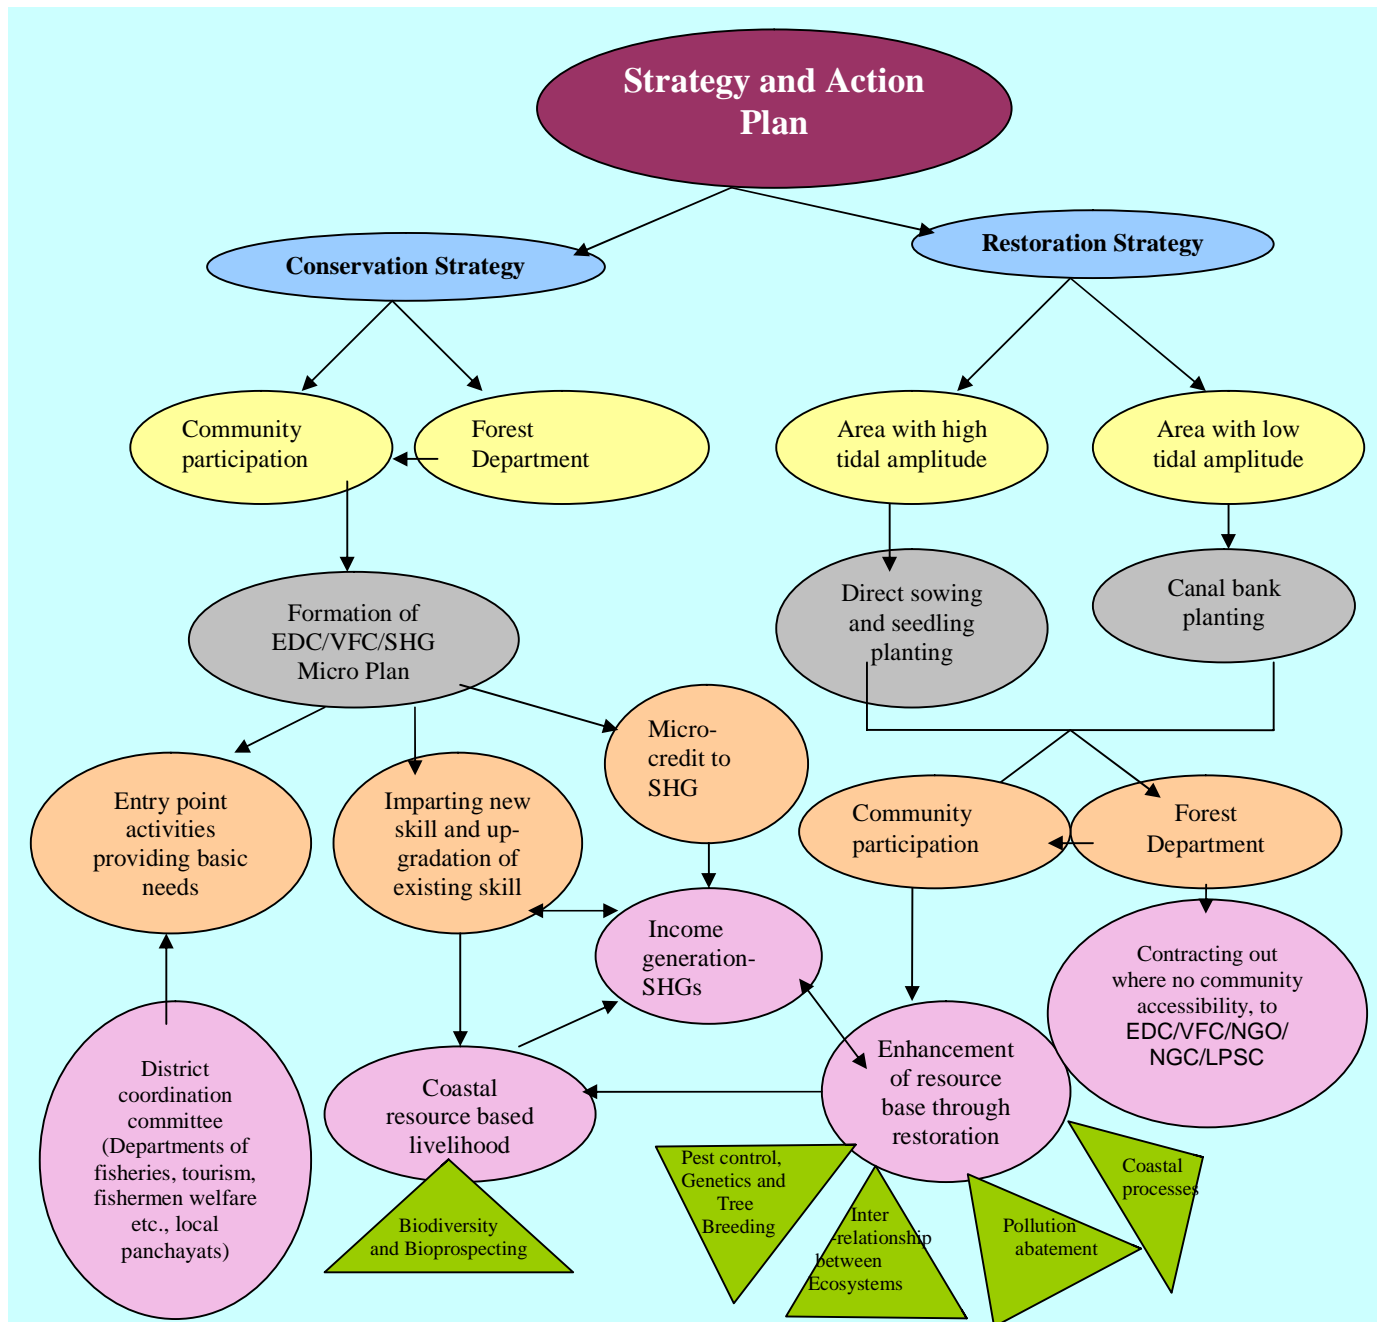 Strategy and Action
Plan
Conservation Strategy
Restoration Strategy
Community
participation
Forest
Department
Area with high
tidal amplitude
Area with low
tidal amplitude
Formation of
EDC/VFC/SHG
Micro Plan
Direct sowing
and seedling
planting
Canal bank
planting
Micro-
credit to
SHG
Entry point
activities
providing basic
needs
Imparting new
skill and up-
gradation of
existing skill
Community
participation
Forest
Department
Income
generation-
SHGs
Contracting out
where no community
accessibility, to
EDC/VFC/NGO/
NGC/LPSC
District
coordination
committee
(Departments of
fisheries, tourism,
fishermen welfare
etc., local
panchayats)
Coastal
resource based
livelihood
Enhancement
of resource
base through
restoration
Biodiversity
and Bioprospecting
Pest control,
Genetics and
Tree
Breeding
Inter
-relationship
between
Ecosystems
Pollution
abatement
Coastal
processes